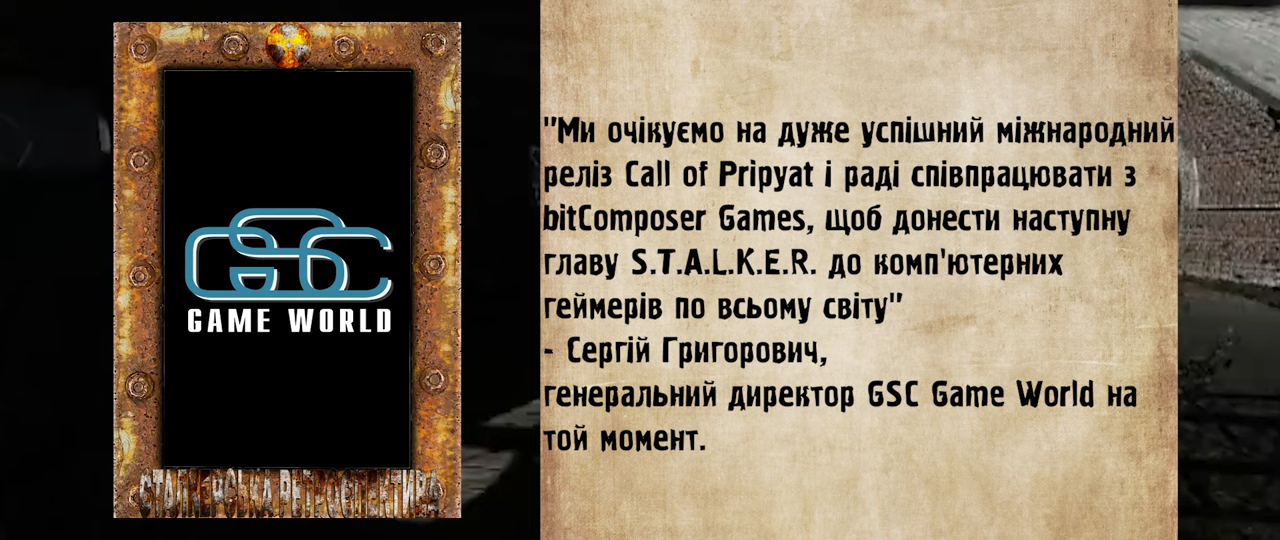 GSC
GAME WORLD
СТАЛКЕРСЬКА РЕТРОСПЕКТИВА
"Ми очікуємо на дуже успішний міжнародний
реліз Call of Pripyat і раді співпрацювати з
bitComposer Games, щоб донести наступну
главу S.T.A.L.K.E.R. до комп'ютерних
геймерів по всьому світу"
- Сергій Григорович,
генеральний директор GSC Game World на
той момент.